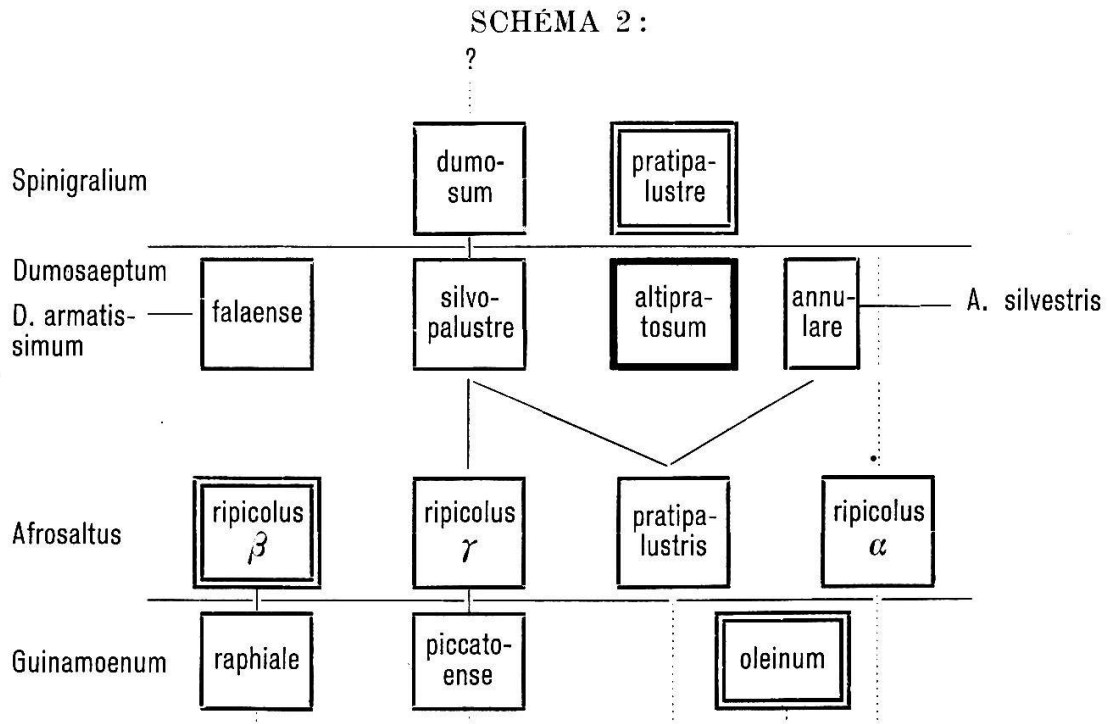 SCHÉMA 2:
?
Spinigralium
dumo-
sum
pratipa-
lustre
Dumosaeptum
D. armatis-
simum
falaense
silvo-
palustre
altipra-
tosum
annu-
lare
A. silvestris
Afrosaltus
ripicolus
β
ripicolus
γ
pratipa-
lustris
ripicolus
α
Guinamoenum
raphiale
piccato-
ense
oleinum